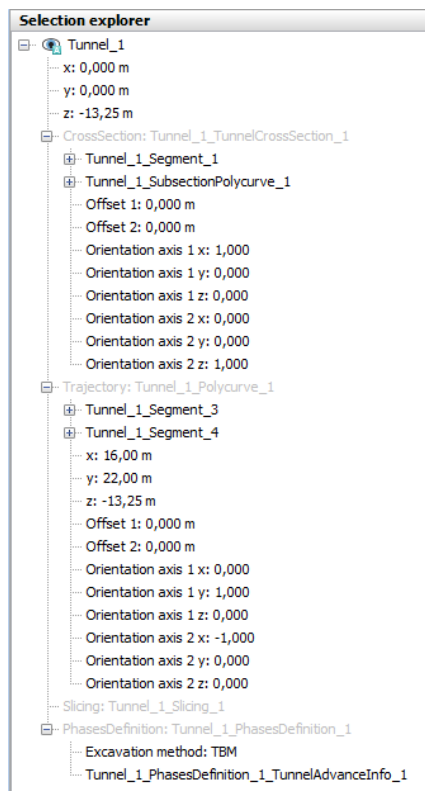 Selection explorer
Tunnel_1
x: 0,000 m
y: 0,000 m
z: -13,25 m
CrossSection: Tunnel_1_TunnelCrossSection_1
Tunnel_1_Segment_1
Tunnel_1_SubsectionPolycurve_1
Offset 1: 0,000 m
Offset 2: 0,000 m
Orientation axis 1 x: 1,000
Orientation axis 1 y: 0,000
Orientation axis 1 z: 0,000
Orientation axis 2 x: 0,000
Orientation axis 2 y: 0,000
Orientation axis 2 z: 1,000
Trajectory: Tunnel_1_Polycurve_1
Tunnel_1_Segment_3
Tunnel_1_Segment_4
x: 16,00 m
y: 22,00 m
z: -13,25 m
Offset 1: 0,000 m
Offset 2: 0,000 m
Orientation axis 1 x: 0,000
Orientation axis 1 y: 1,000
Orientation axis 1 z: 0,000
Orientation axis 2 x: -1,000
Orientation axis 2 y: 0,000
Orientation axis 2 z: 0,000
Slicing: Tunnel_1_Slicing_1
PhasesDefinition: Tunnel_1_PhasesDefinition_1
Excavation method: TBM
Tunnel_1_PhasesDefinition_1_TunnelAdvanceInfo_1